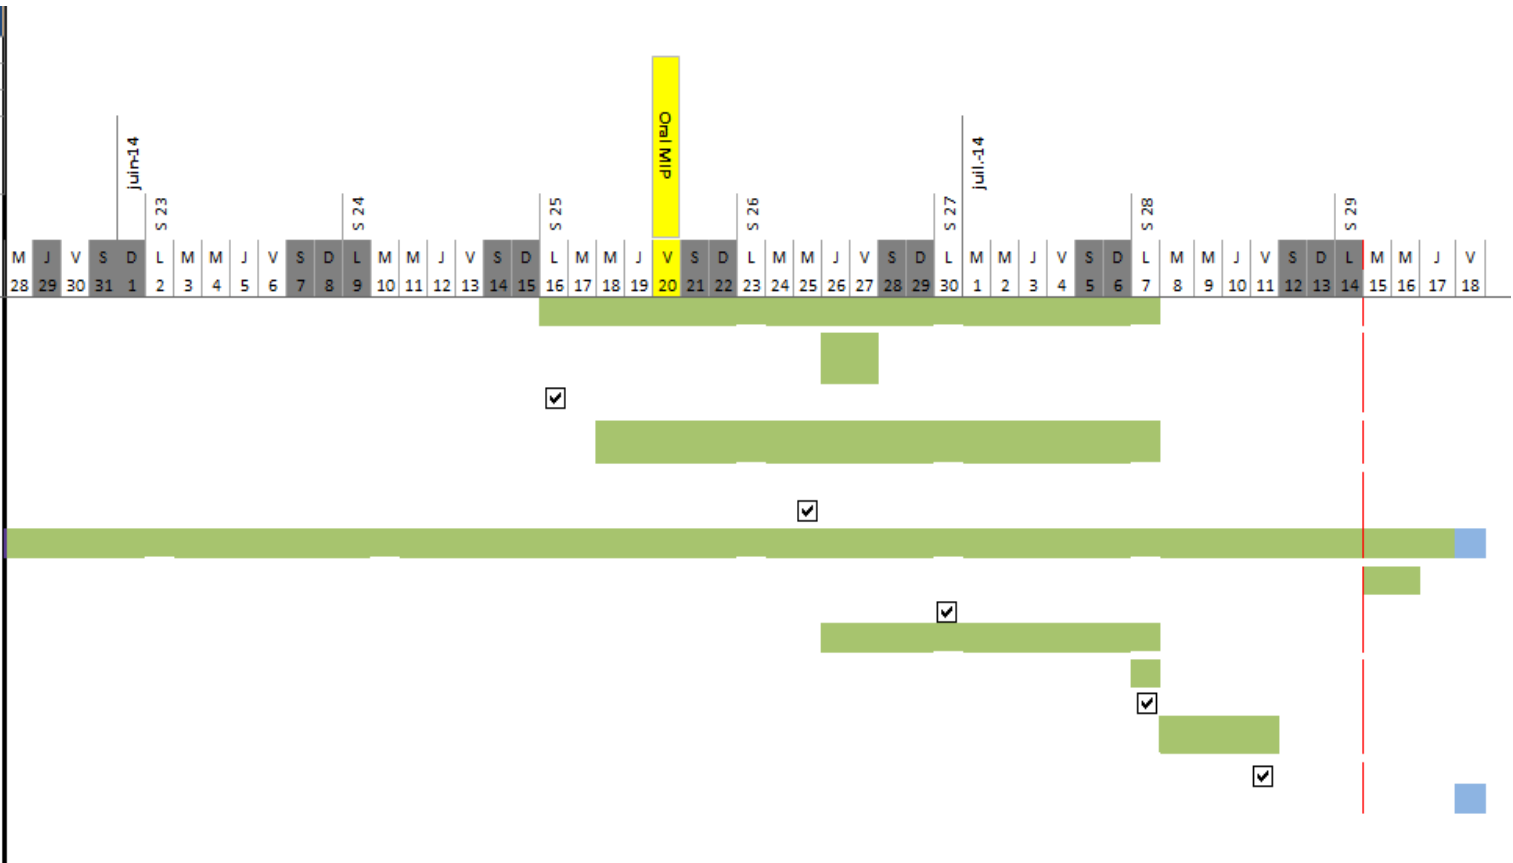 Oral MIP
juin-14
juil.-14
S 23
S 24
S 25
S 26
S 27
S 28
S 29
M J V S D L M M J V S D L M M J V S D L M M J V S D L M M J V S D L M M J V S D L M M J V S D L M M J V
28 29 30 31 1 2 3 4 5 6 7 8 9 10 11 12 13 14 15 16 17 18 19 20 21 22 23 24 25 26 27 28 29 30 1 2 3 4 5 6 7 8 9 10 11 12 13 14 15 16 17 18